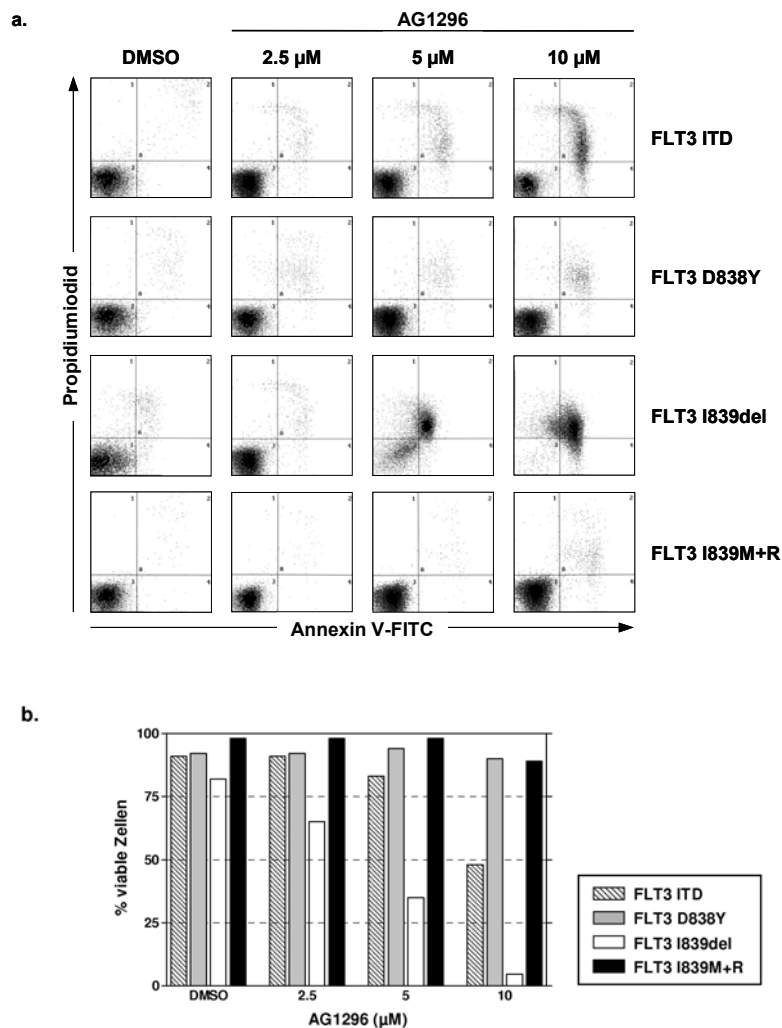 a.
AG1296
DMSO 2.5 µM 5 µM 10 µM
FLT3 ITD
FLT3 D838Y
FLT3 I839del
FLT3 I839M+R
Propidiumiodid
Annexin V-FITC
b.
% viable Zellen
100
75
50
25
0
DMSO 2.5 5 10
AG1296 (µM)
FLT3 ITD
FLT3 D838Y
FLT3 I839del
FLT3 I839M+R